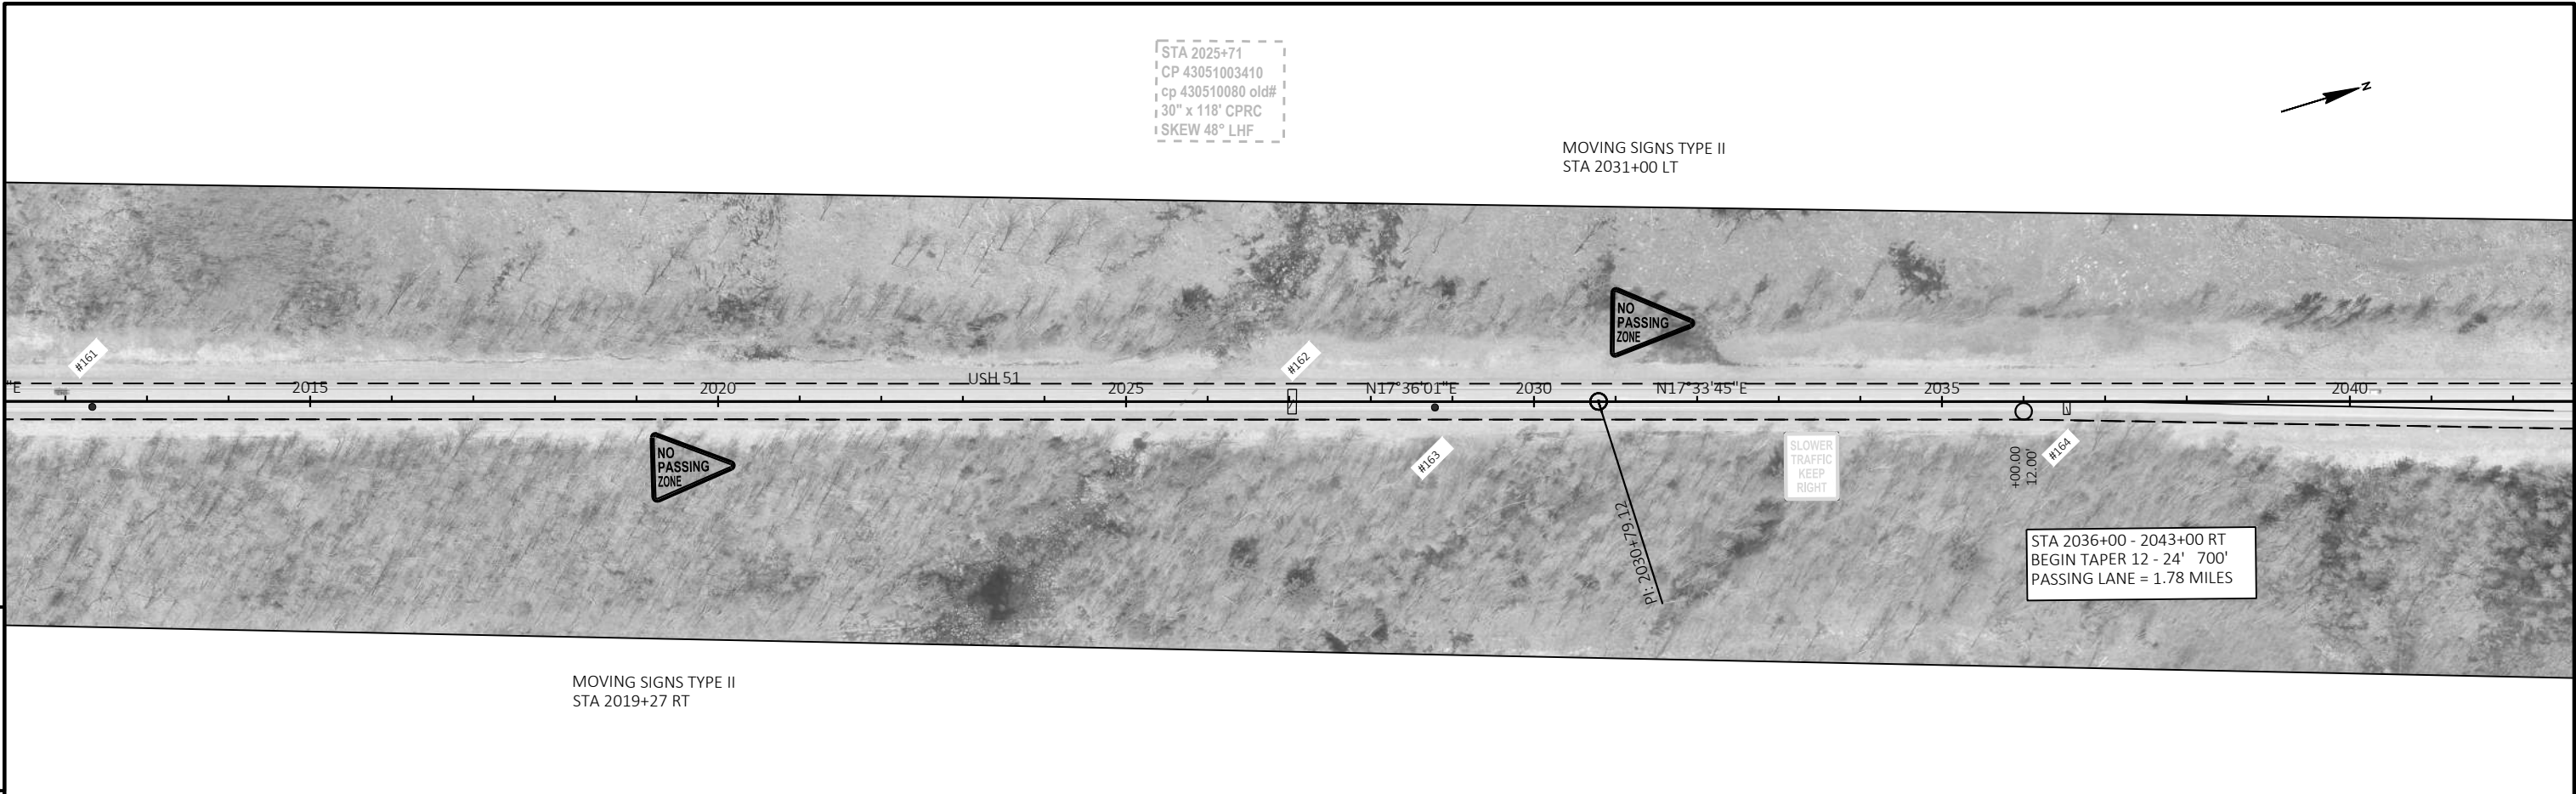 STA 2025+71
CP 43051003410
cp 430510080 old#
30" x 118' CPRC
SKEW 48° LHF
N
MOVING SIGNS TYPE II
STA 2031+00 LT
NO
PASSING
ZONE
#161
#162
"E
2015
2020
USH 51
2025
N17°36'01"E
2030
N17°33'45"E
2035
2040
NO
PASSING
ZONE
#163
SLOWER
TRAFFIC
KEEP
RIGHT
+00.00
12.00'
#164
PI: 2030+79.12
STA 2036+00 - 2043+00 RT
BEGIN TAPER 12 - 24' 700'
PASSING LANE = 1.78 MILES
MOVING SIGNS TYPE II
STA 2019+27 RT